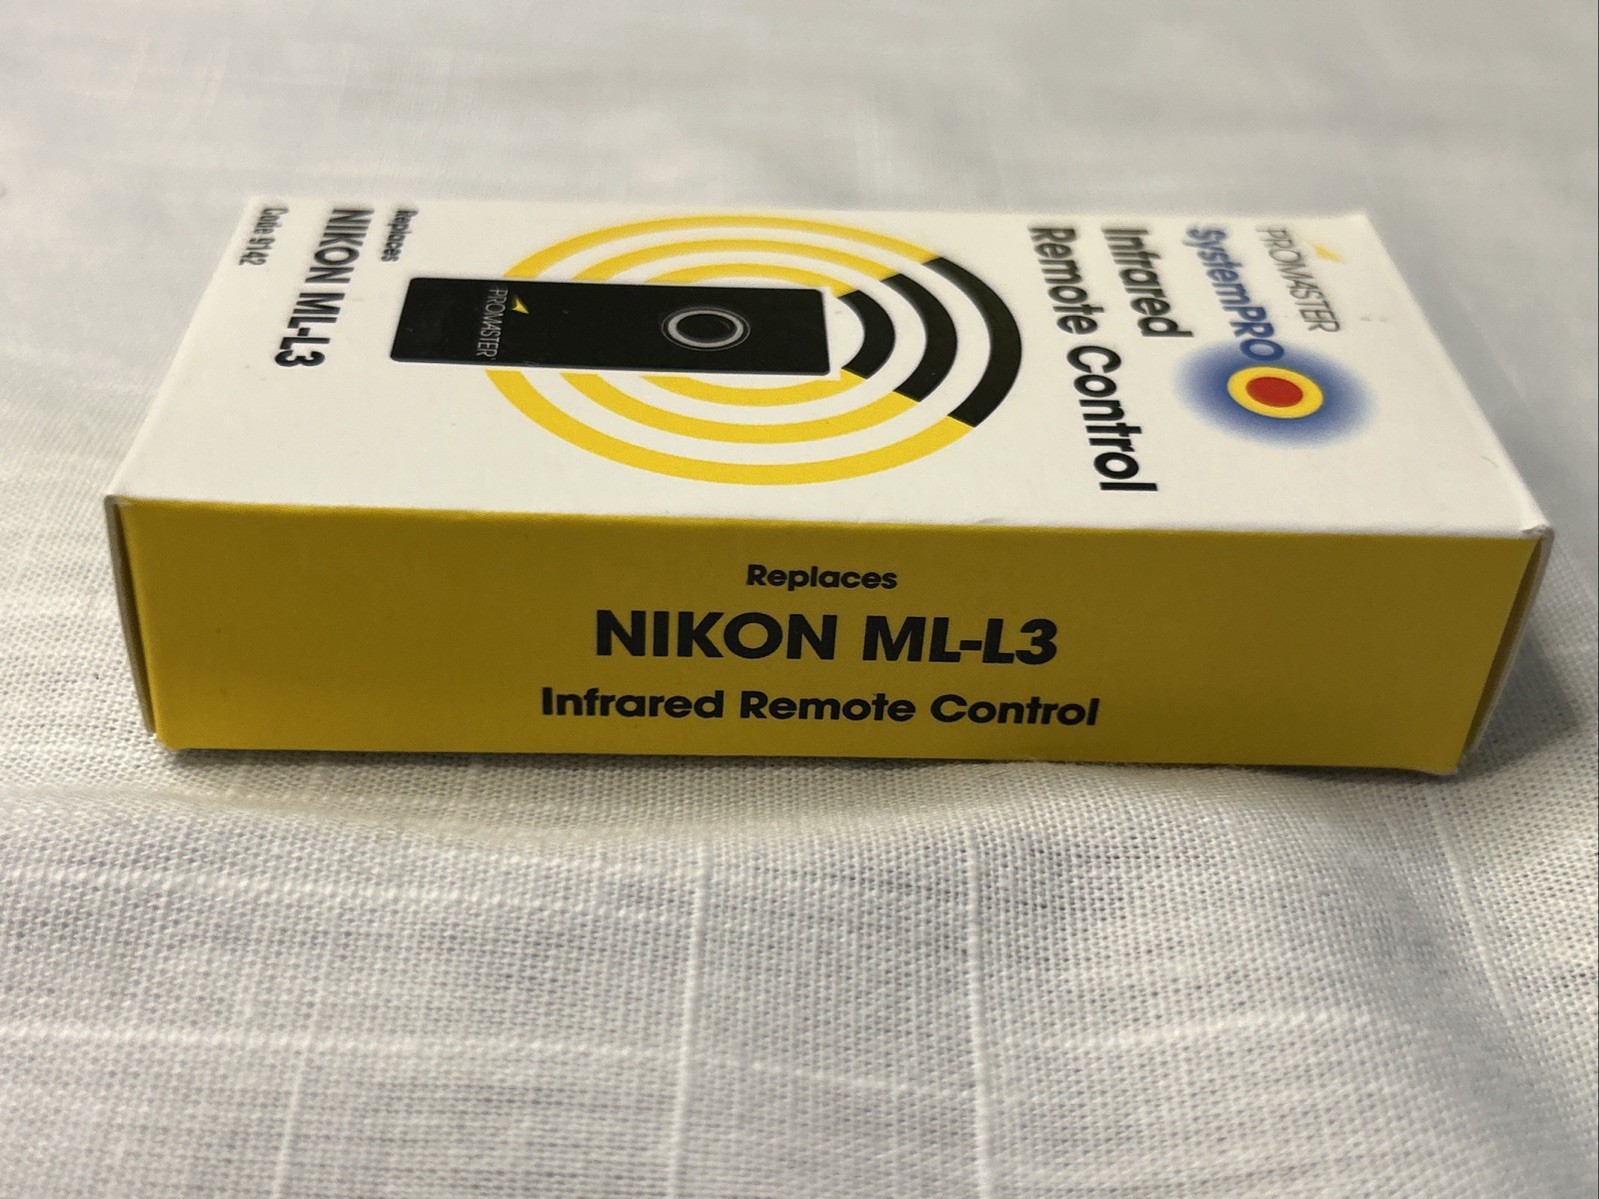 PROMASTER
SystemPRO
Infrared
Remote Control
PROMASTER
Replaces
NIKON ML-L3
Code 9142
Replaces
NIKON ML-L3
Infrared Remote Control